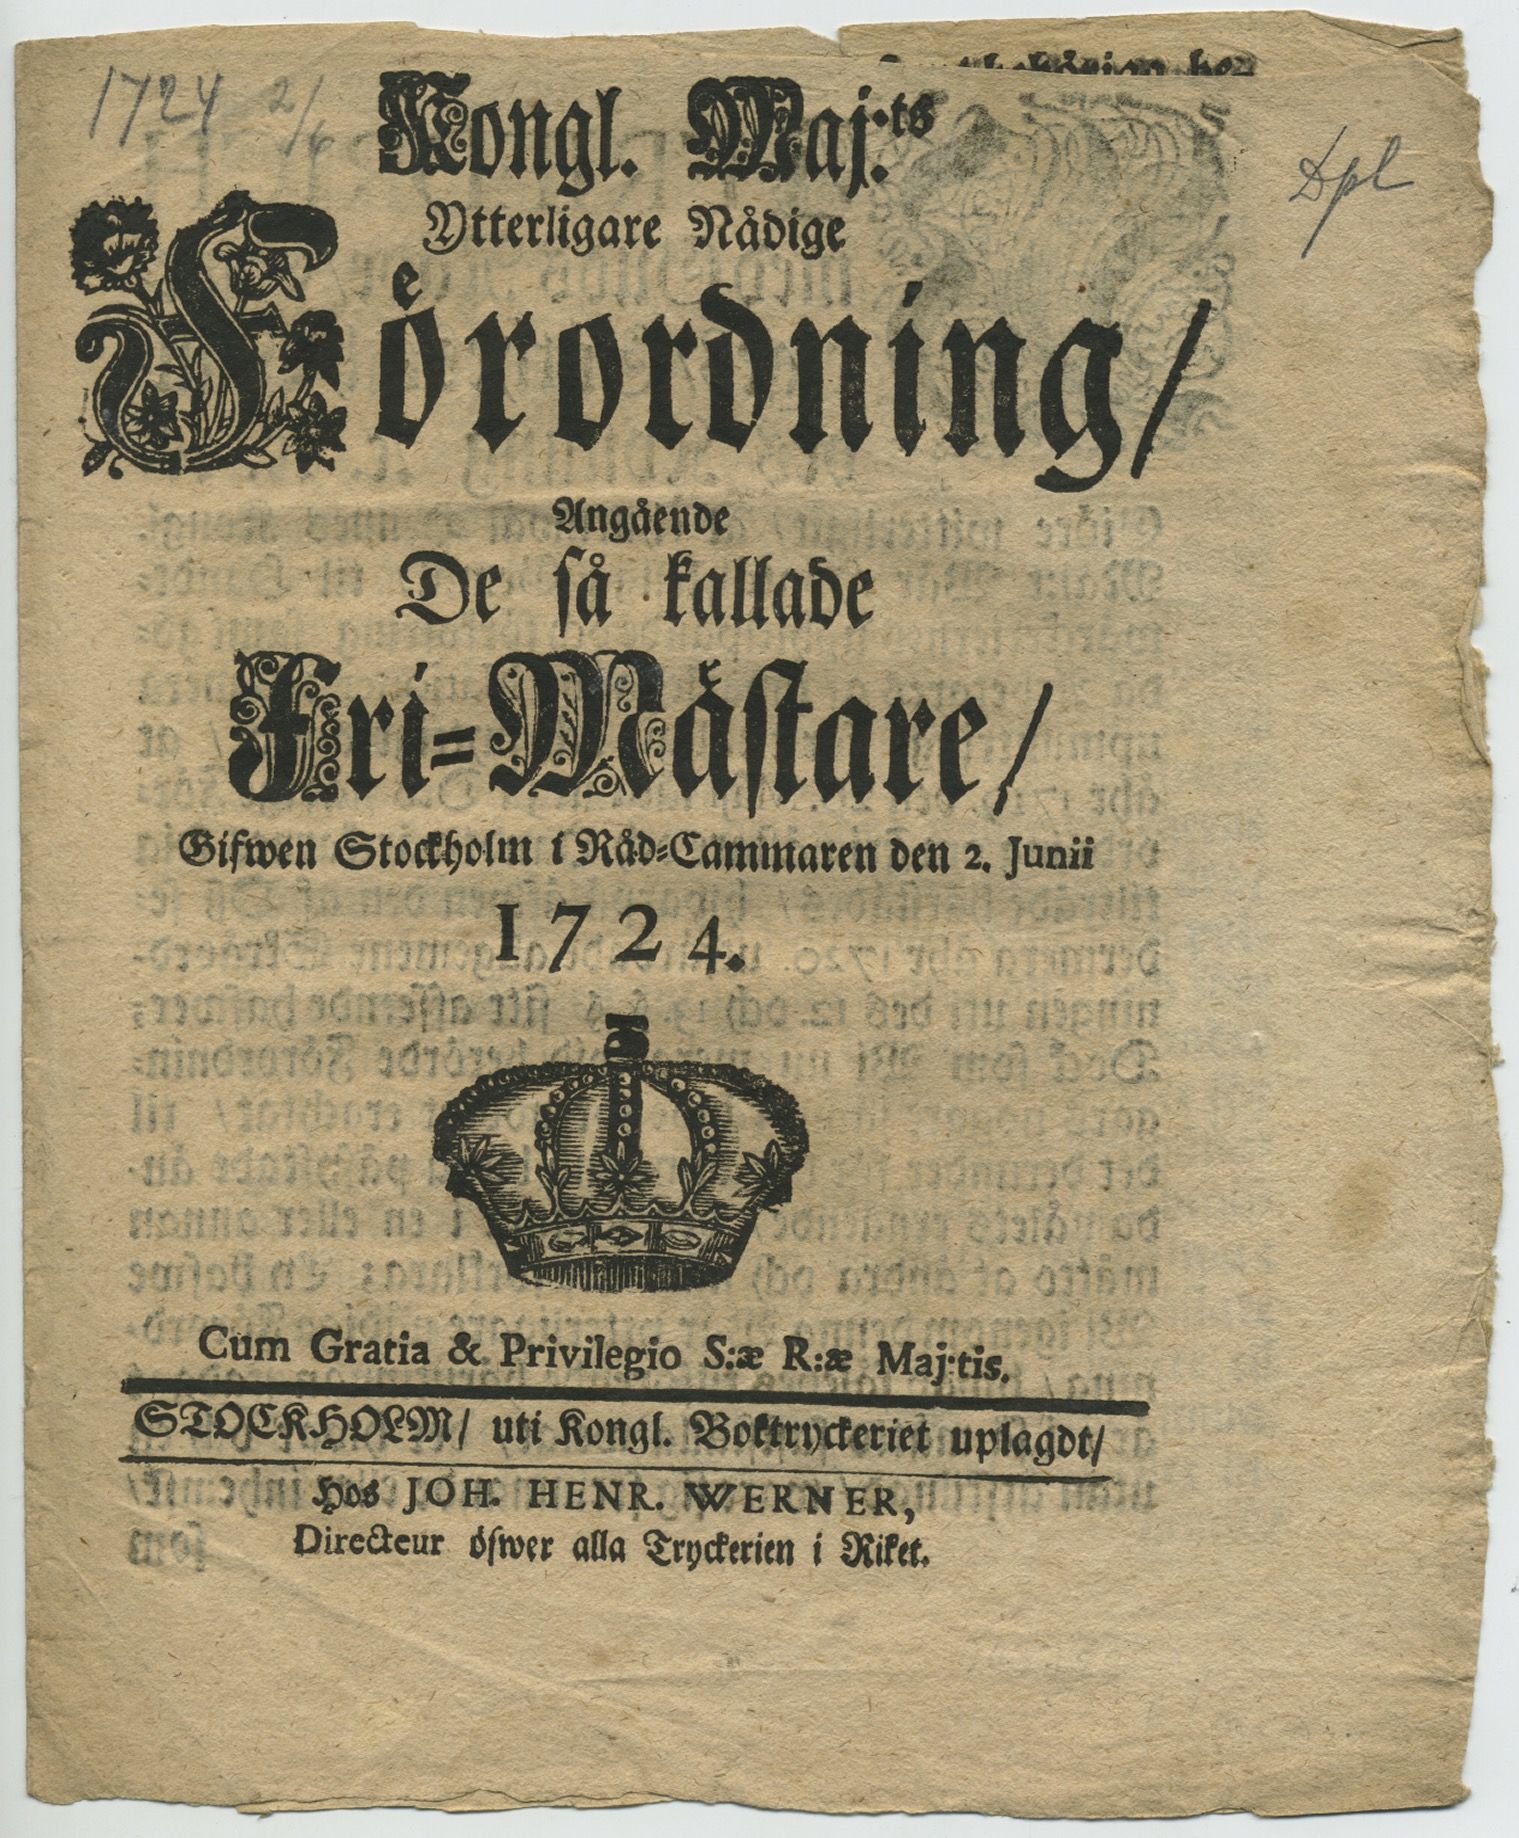 1724 2/6
Kongl. Maj:ts
Dpl
Ytterligare Nådige
Förordning/
Angående
De så kallade
Fri-Mästare/
Gifwen Stockholm i Råd-Cammaren den 2. Junii
1724.
Cum Gratia & Privilegio S:æ R:æ Maj:tis.
STOCKHOLM/ uti Kongl. Boktryckeriet uplagdt/
Hos JOH. HENR. WERNER,
Directeur öfwer alla Tryckerien i Riket.